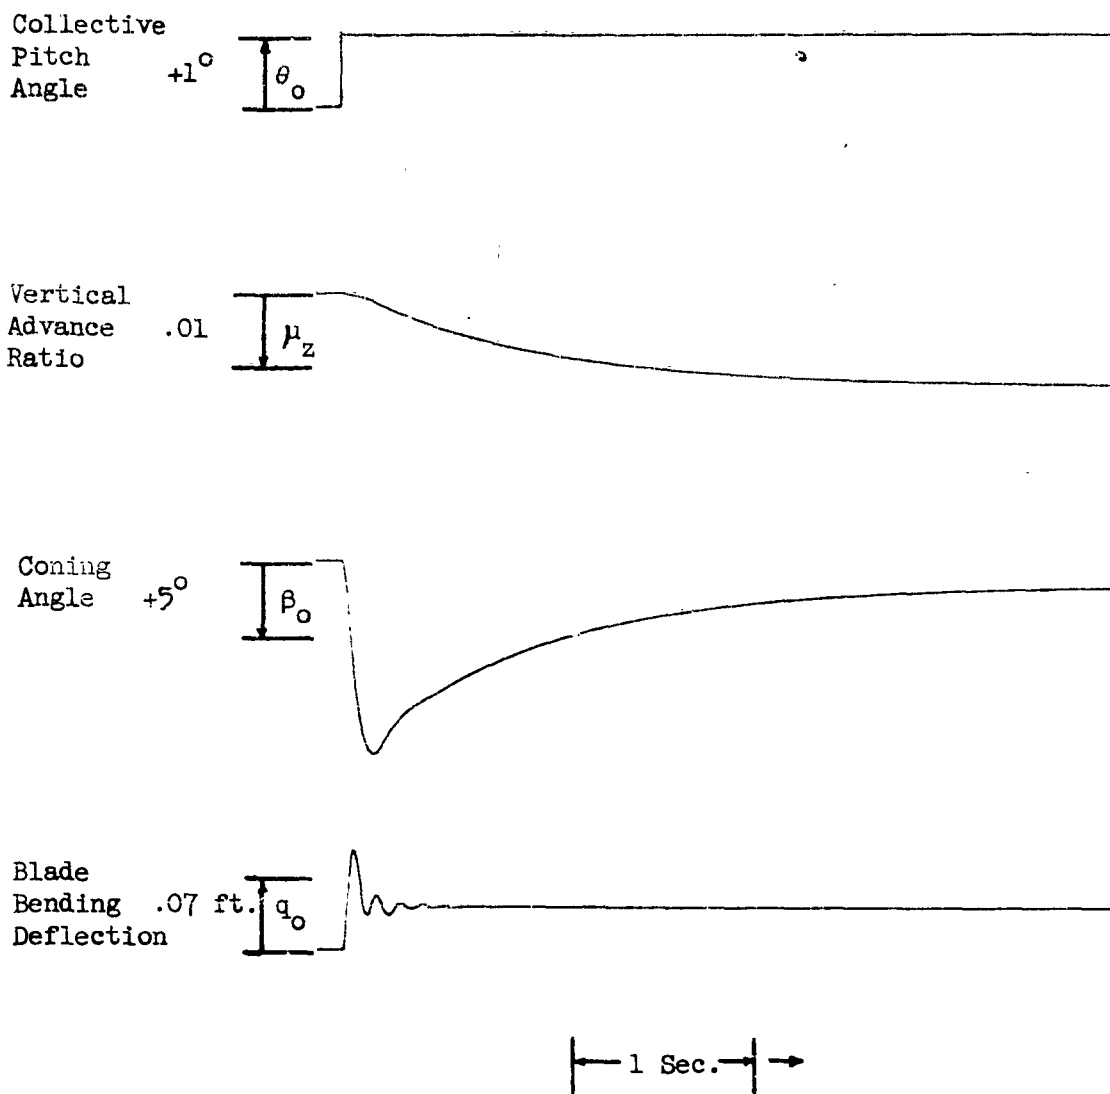 Collective
Pitch
Angle +1° θo
Vertical
Advance .01 μz
Ratio
Coning
Angle +5° βo
Blade
Bending .07 ft. qo
Deflection
1 Sec.